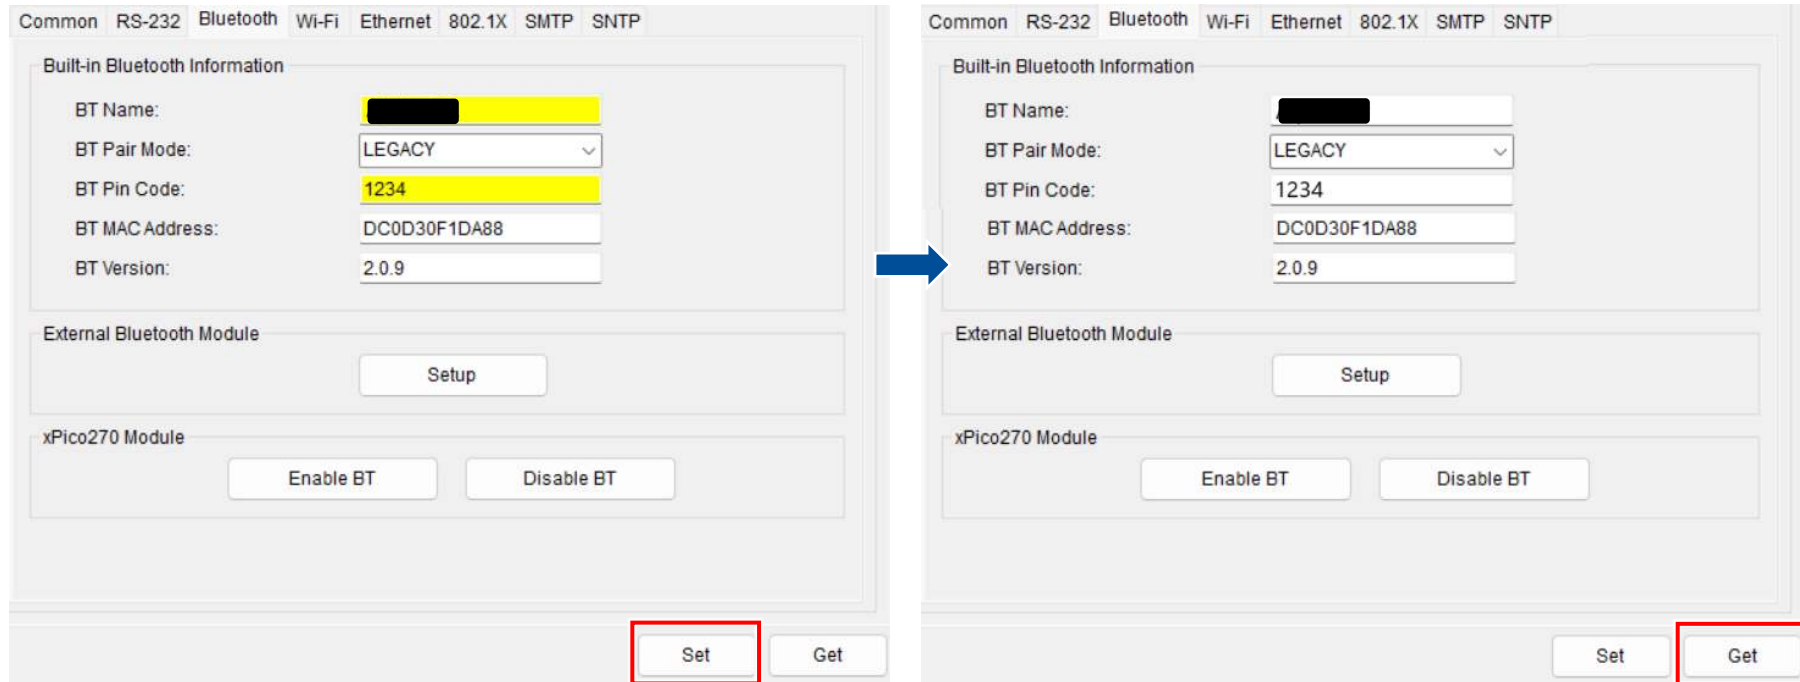 Common RS-232 Bluetooth Wi-Fi Ethernet 802.1X SMTP SNTP
Built-in Bluetooth Information
BT Name:
BT Pair Mode: LEGACY
BT Pin Code: 1234
BT MAC Address: DC0D30F1DA88
BT Version: 2.0.9
External Bluetooth Module
Setup
xPico270 Module
Enable BT Disable BT
Set Get
Common RS-232 Bluetooth Wi-Fi Ethernet 802.1X SMTP SNTP
Built-in Bluetooth Information
BT Name:
BT Pair Mode: LEGACY
BT Pin Code: 1234
BT MAC Address: DC0D30F1DA88
BT Version: 2.0.9
External Bluetooth Module
Setup
xPico270 Module
Enable BT Disable BT
Set Get